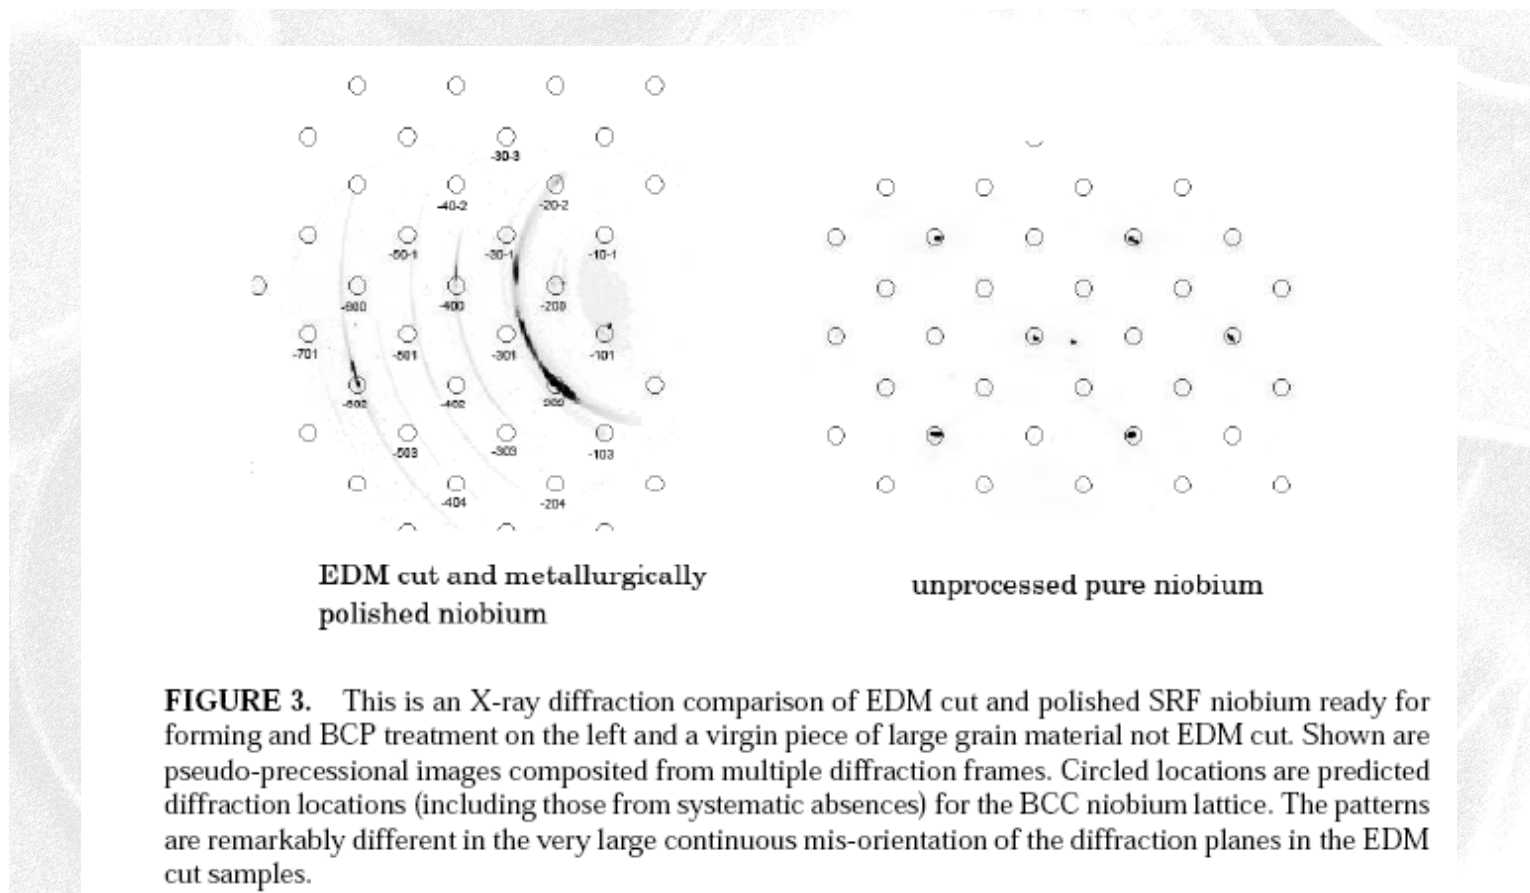 -30-3
-40-2 -20-2
-50-1 -30-1 -10-1
-600 -400 -200
-701 -501 -301 -101
-602 -402
-503 -303 -103
-404 -204
EDM cut and metallurgically
polished niobium
unprocessed pure niobium
FIGURE 3. This is an X-ray diffraction comparison of EDM cut and polished SRF niobium ready for
forming and BCP treatment on the left and a virgin piece of large grain material not EDM cut. Shown are
pseudo-precessional images composited from multiple diffraction frames. Circled locations are predicted
diffraction locations (including those from systematic absences) for the BCC niobium lattice. The patterns
are remarkably different in the very large continuous mis-orientation of the diffraction planes in the EDM
cut samples.